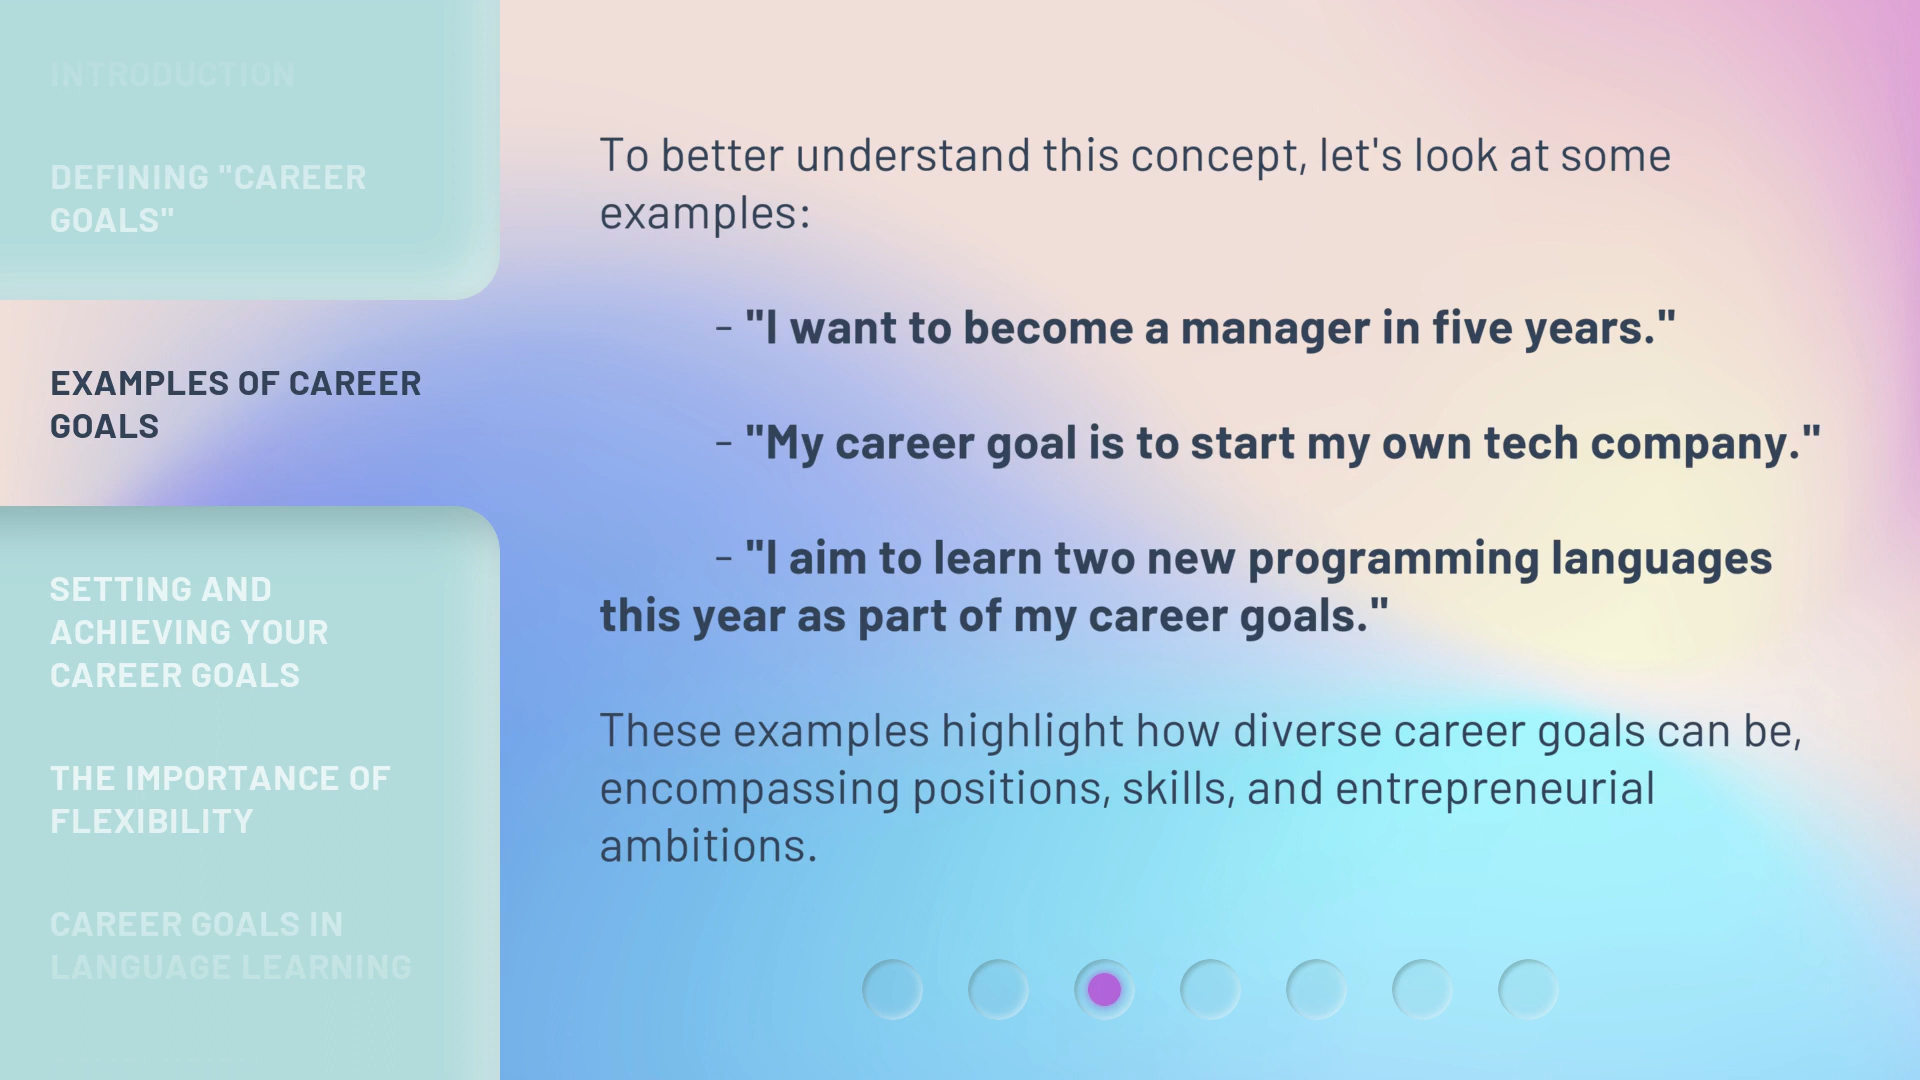 INTRODUCTION
DEFINING "CAREER
GOALS"
EXAMPLES OF CAREER
GOALS
SETTING AND
ACHIEVING YOUR
CAREER GOALS
THE IMPORTANCE OF
FLEXIBILITY
CAREER GOALS IN
LANGUAGE LEARNING
To better understand this concept, let's look at some
examples:
- "I want to become a manager in five years."
- "My career goal is to start my own tech company."
- "I aim to learn two new programming languages
this year as part of my career goals."
These examples highlight how diverse career goals can be,
encompassing positions, skills, and entrepreneurial
ambitions.